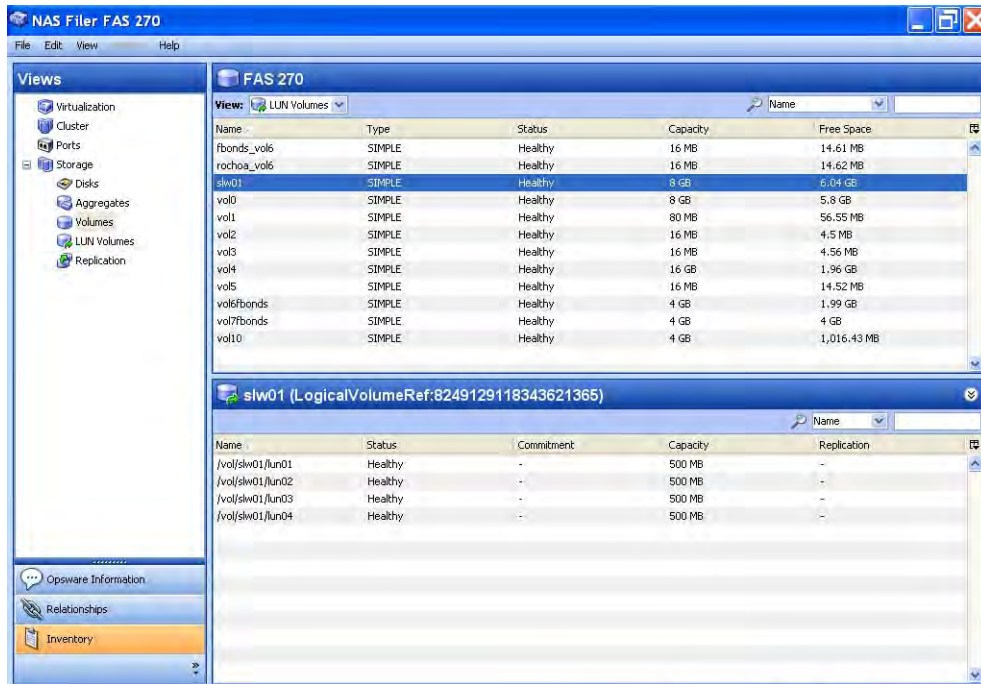 NAS Filer FAS 270
File Edit View Help
Views
Virtualization
Cluster
Ports
Storage
Disks
Aggregates
Volumes
LUN Volumes
Replication
Opsware Information
Relationships
Inventory
FAS 270
View: LUN Volumes Name
Name Type Status Capacity Free Space
fbonds_vol6 SIMPLE Healthy 16 MB 14.61 MB
rochoa_vol6 SIMPLE Healthy 16 MB 14.62 MB
slw01 SIMPLE Healthy 8 GB 6.04 GB
vol0 SIMPLE Healthy 8 GB 5.8 GB
vol1 SIMPLE Healthy 80 MB 56.55 MB
vol2 SIMPLE Healthy 16 MB 4.5 MB
vol3 SIMPLE Healthy 16 MB 4.56 MB
vol4 SIMPLE Healthy 16 GB 1.96 GB
vol5 SIMPLE Healthy 16 MB 14.52 MB
vol6fbonds SIMPLE Healthy 4 GB 1.99 GB
vol7fbonds SIMPLE Healthy 4 GB 4 GB
vol10 SIMPLE Healthy 4 GB 1,016.43 MB
slw01 (LogicalVolumeRef:8249129118343621365)
Name
Name Status Commitment Capacity Replication
/vol/slw01/lun01 Healthy - 500 MB -
/vol/slw01/lun02 Healthy - 500 MB -
/vol/slw01/lun03 Healthy - 500 MB -
/vol/slw01/lun04 Healthy - 500 MB -